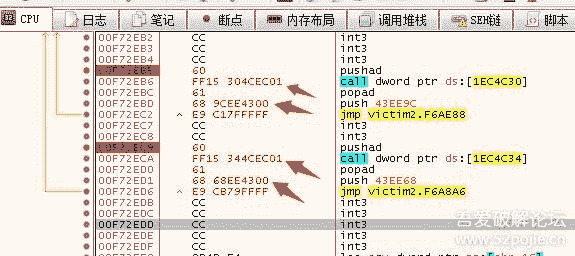 CPU 日志 笔记 断点 内存布局 调用堆栈 SEH链 脚本
00F72EB2 CC int3
00F72EB3 CC int3
00F72EB4 CC int3
00F72EB5 60 pushad
00F72EB6 FF15 304CEC01 call dword ptr ds:[1EC4C30]
00F72EBC 61 popad
00F72EBD 68 9CEE4300 push 43EE9C
00F72EC2 ^ E9 C17FFFFF jmp victim2.F6AE88
00F72EC7 CC int3
00F72EC8 CC int3
00F72EC9 60 pushad
00F72ECA FF15 344CEC01 call dword ptr ds:[1EC4C34]
00F72ED0 61 popad
00F72ED1 68 68EE4300 push 43EE68
00F72ED6 ^ E9 CB79FFFF jmp victim2.F6A8A6
00F72EDB CC int3
00F72EDC CC int3
00F72EDD CC int3
00F72EDE CC int3
00F72EDF CC int3
吾爱破解论坛
www.52pojie.cn